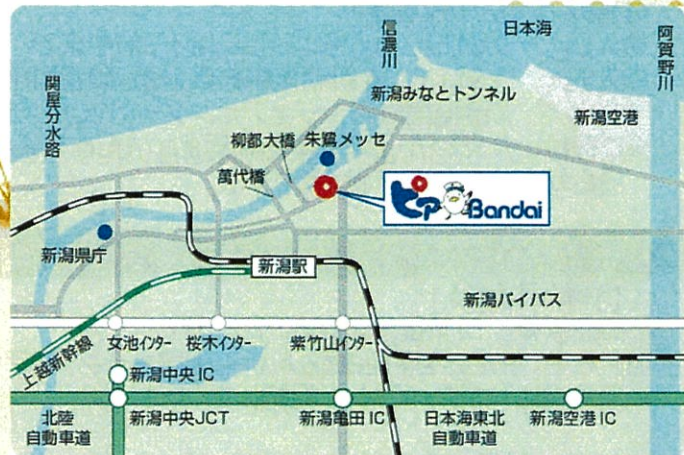 日本海
信濃川
阿賀野川
関屋分水路
新潟みなとトンネル
新潟空港
柳都大橋
朱鷺メッセ
萬代橋
ピア Bandai
新潟県庁
新潟駅
新潟バイパス
女池インター
桜木インター
紫竹山インター
上越新幹線
新潟中央IC
北陸
自動車道
新潟中央JCT
新潟亀田IC
日本海東北
自動車道
新潟空港IC